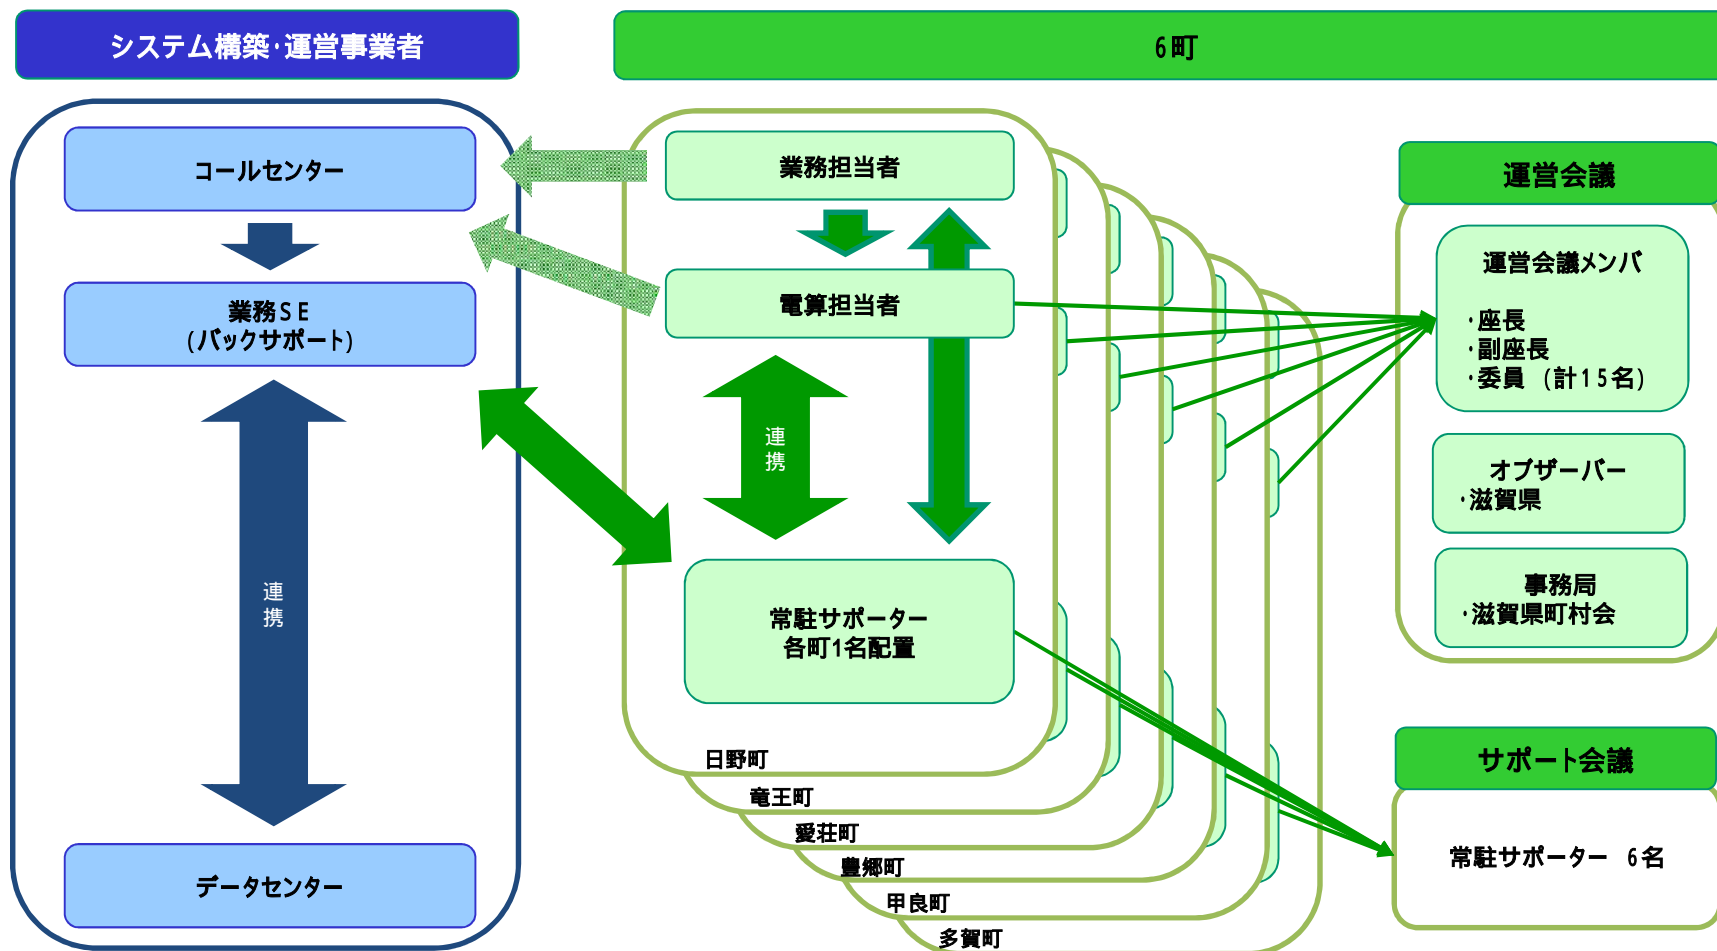 システム構築・運営事業者
6町
コールセンター
業務SE
(バックサポート)
連
携
データセンター
業務担当者
電算担当者
連
携
常駐サポーター
各町1名配置
日野町
竜王町
愛荘町
豊郷町
甲良町
多賀町
運営会議
運営会議メンバ
・座長
・副座長
・委員 (計15名)
オブザーバー
・滋賀県
事務局
・滋賀県町村会
サポート会議
常駐サポーター 6名